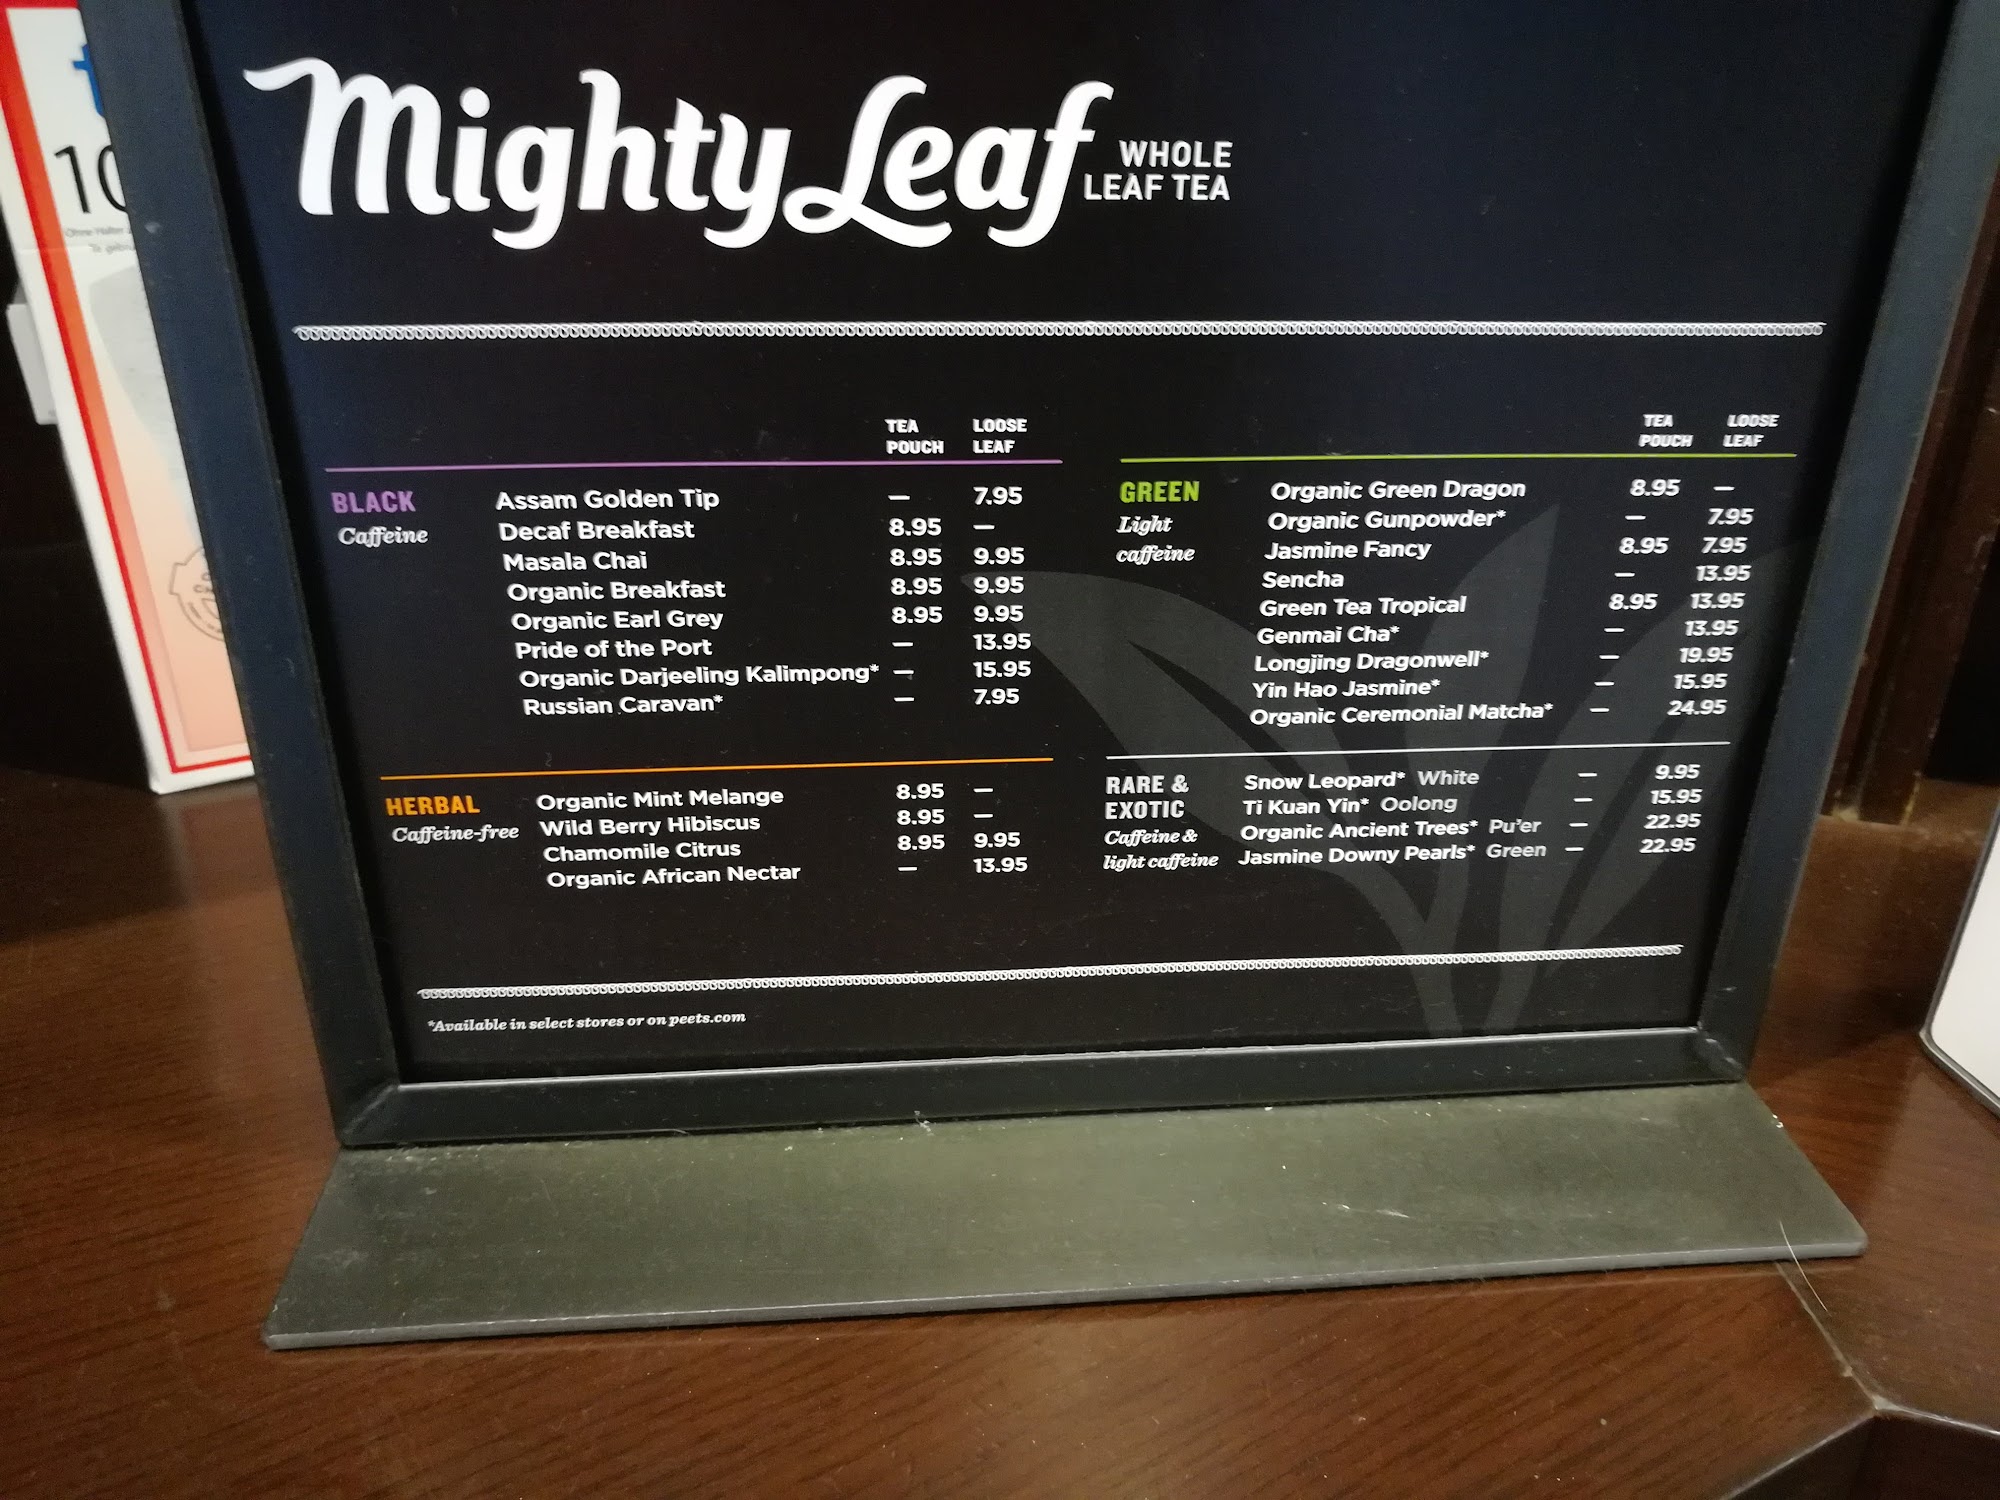 Mighty Leaf WHOLE
LEAF TEA
TEA LOOSE
POUCH LEAF
BLACK
Caffeine
Assam Golden Tip — 7.95
Decaf Breakfast 8.95 —
Masala Chai 8.95 9.95
Organic Breakfast 8.95 9.95
Organic Earl Grey 8.95 9.95
Pride of the Port — 13.95
Organic Darjeeling Kalimpong* — 15.95
Russian Caravan* — 7.95
HERBAL
Caffeine-free
Organic Mint Melange 8.95 —
Wild Berry Hibiscus 8.95 —
Chamomile Citrus 8.95 9.95
Organic African Nectar — 13.95
TEA LOOSE
POUCH LEAF
GREEN
Light
caffeine
Organic Green Dragon 8.95 —
Organic Gunpowder* — 7.95
Jasmine Fancy 8.95 7.95
Sencha — 13.95
Green Tea Tropical 8.95 13.95
Genmai Cha* — 13.95
Longjing Dragonwell* — 19.95
Yin Hao Jasmine* — 15.95
Organic Ceremonial Matcha* — 24.95
RARE &
EXOTIC
Caffeine &
light caffeine
Snow Leopard* White — 9.95
Ti Kuan Yin* Oolong — 15.95
Organic Ancient Trees* Pu'er — 22.95
Jasmine Downy Pearls* Green — 22.95
*Available in select stores or on peets.com